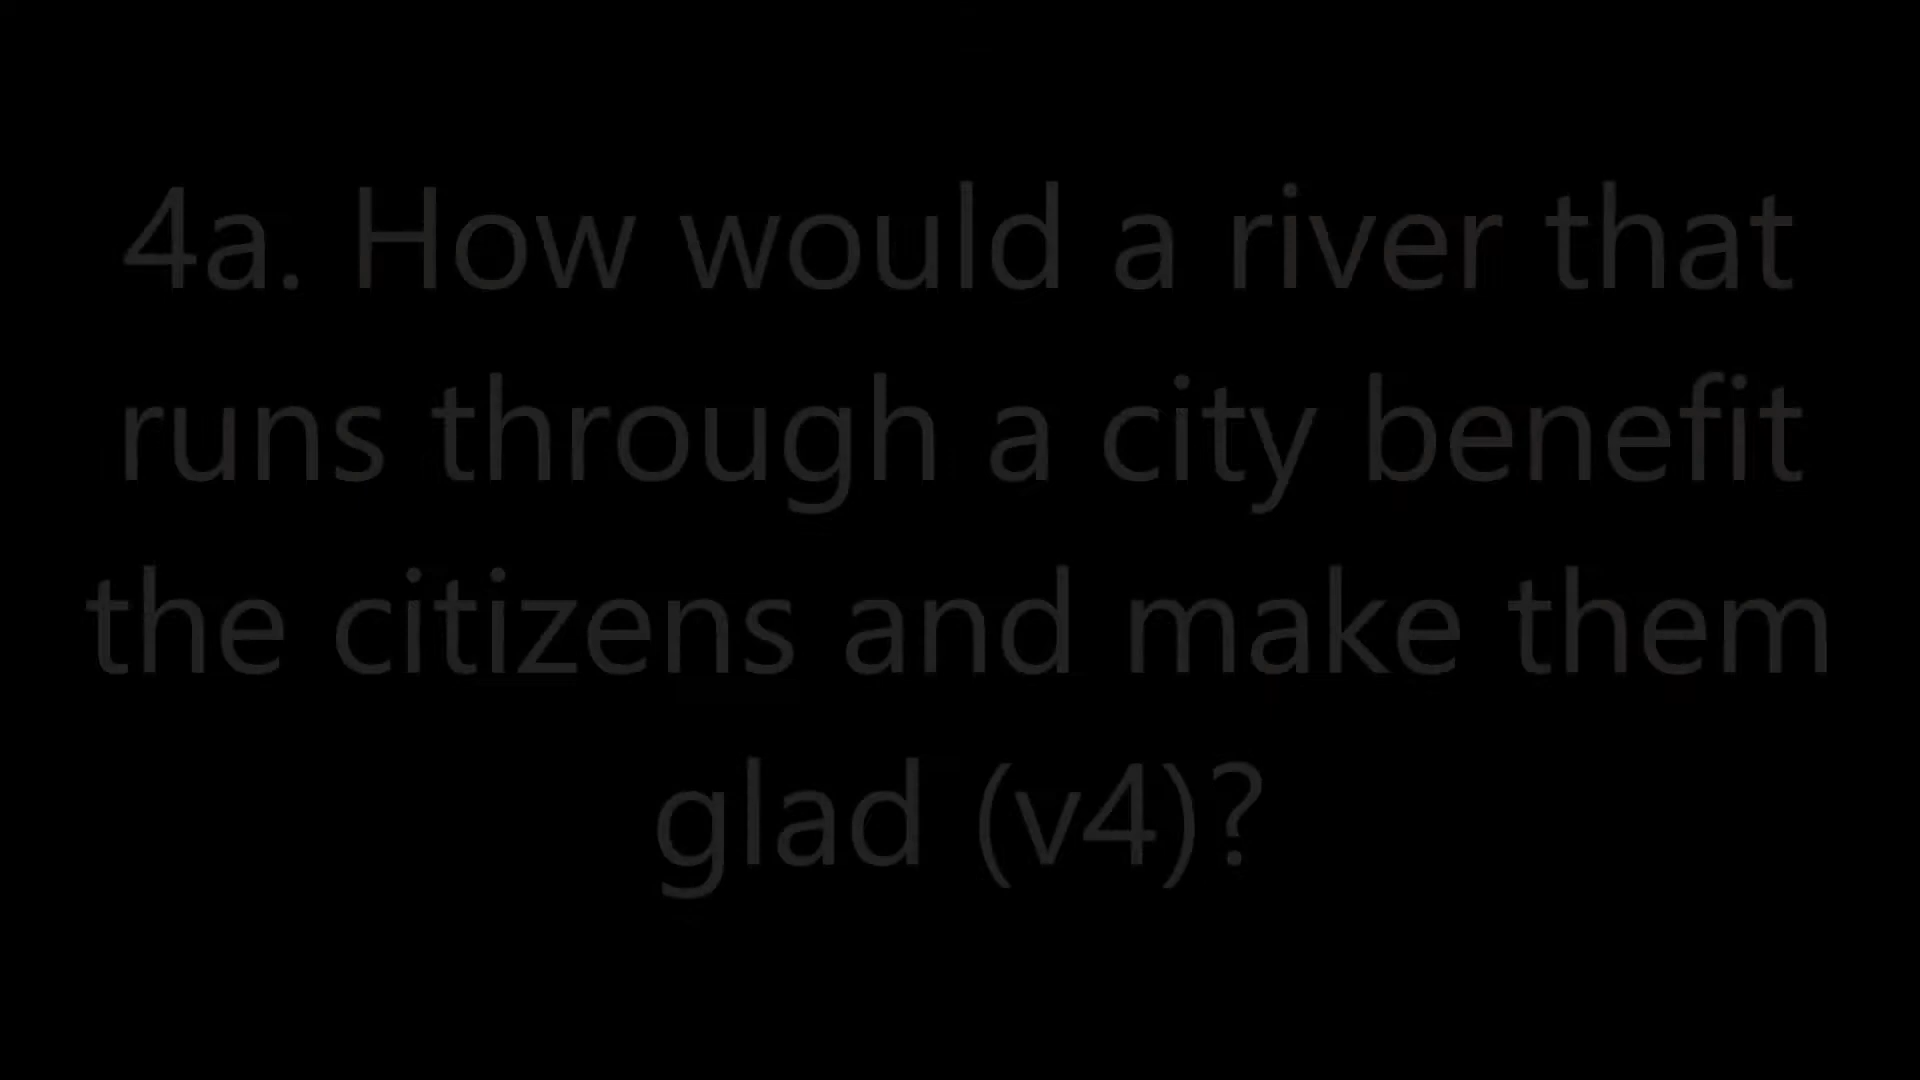 4a. How would a river that
runs through a city benefit
the citizens and make them
glad (v4)?